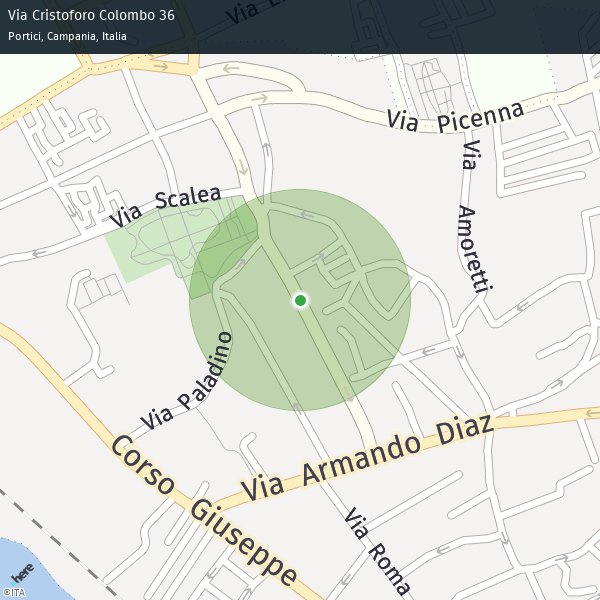 Via Cristoforo Colombo 36
Portici, Campania, Italia
Via Picenna
Via Amoretti
Via Scalea
Via Paladino
Corso Giuseppe
Via Armando Diaz
Via Roma
here
©ITA